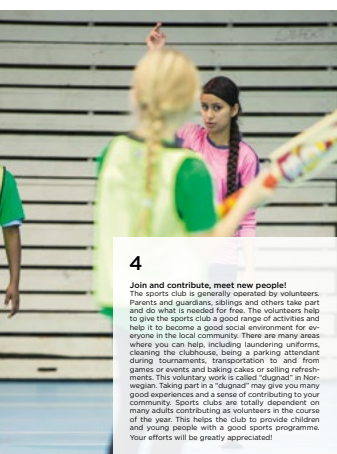 4
Join and contribute, meet new people!
The sports club is generally operated by volunteers.
Parents and guardians, siblings and others take part
and do what is needed for free. The volunteers help
to give the sports club a good range of activities and
help it to become a good social environment for ev-
eryone in the local community. There are many areas
where you can help, including laundering uniforms,
cleaning the clubhouse, being a parking attendant
during tournaments, transportation to and from
games or events and baking cakes or selling refresh-
ments. This voluntary work is called "dugnad" in Nor-
wegian. Taking part in a "dugnad" may give you many
good experiences and a sense of contributing to your
community. Sports clubs are totally dependent on
many adults contributing as volunteers in the course
of the year. This helps the club to provide children
and young people with a good sports programme.
Your efforts will be greatly appreciated!